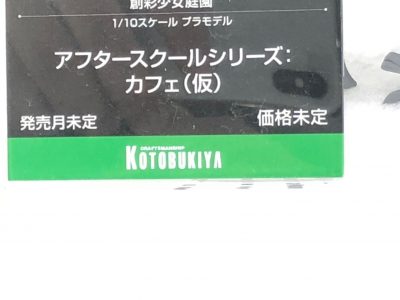 創彩少女庭園
1/10スケール プラモデル
アフタースクールシリーズ:
カフェ(仮)
発売月未定 価格未定
CRAFTSMANSHIP
KOTOBUKIYA